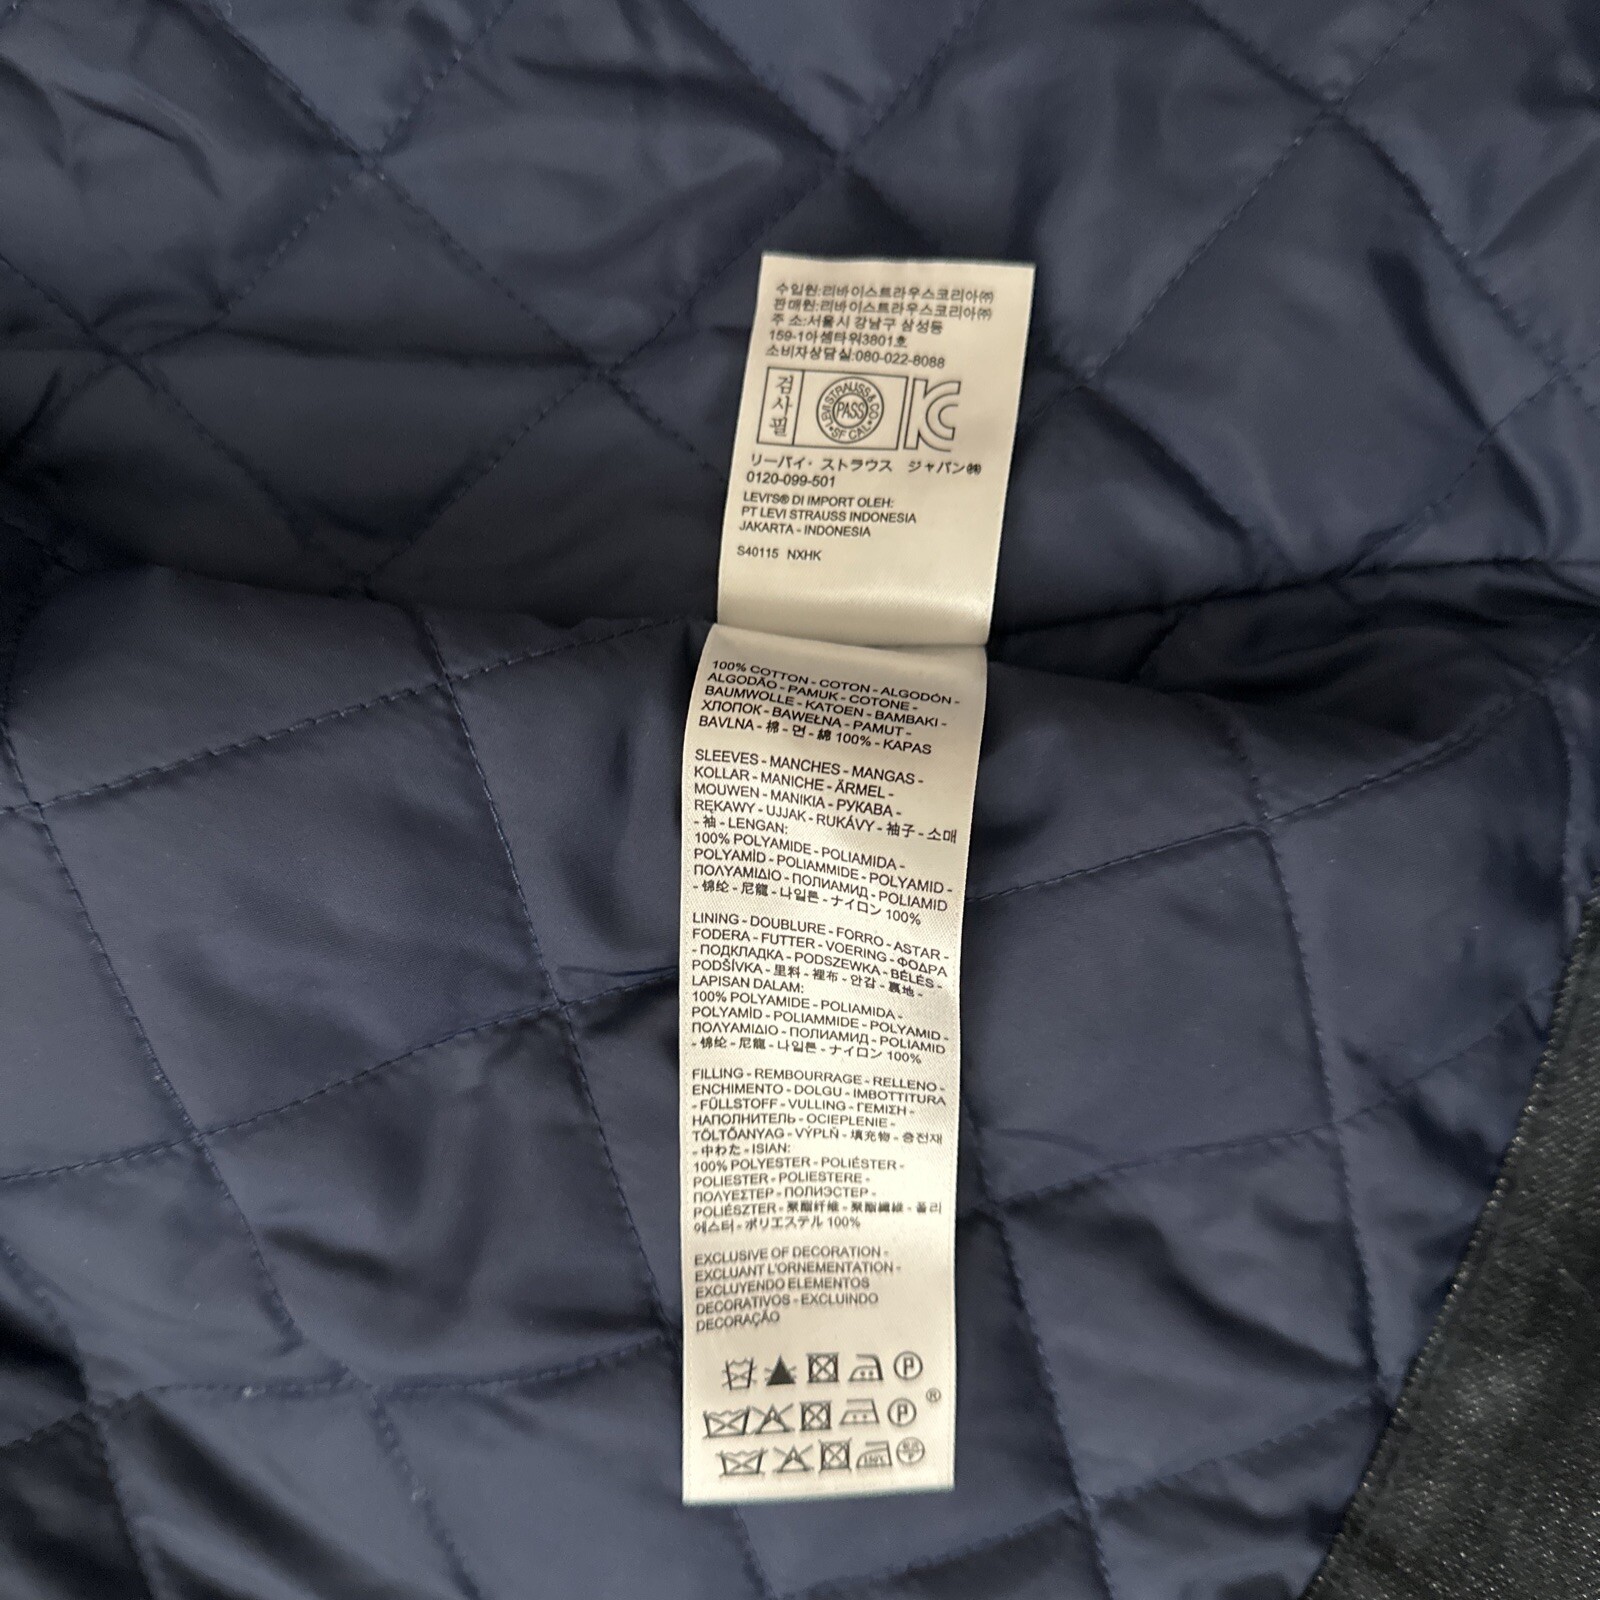 수입원:리바이스트라우스코리아㈜
판매원:리바이스트라우스코리아㈜
주 소:서울시 강남구 삼성동
159-1아셈타워3801호
소비자상담실:080-022-8088
검사필
LEVI STRAUSS & CO. SF CAL
PASS
リーバイ・ストラウス ジャパン㈱
0120-099-501
LEVI'S® DI IMPORT OLEH:
PT LEVI STRAUSS INDONESIA
JAKARTA - INDONESIA
S40115 NXHK
100% COTTON - COTON - ALGODÓN -
ALGODÃO - PAMUK - COTONE -
BAUMWOLLE - KATOEN - BAMBAKI -
ХЛОПОК - BAWEŁNA - PAMUT -
BAVLNA - 棉 - 면 - 綿 100% - KAPAS
SLEEVES - MANCHES - MANGAS -
KOLLAR - MANICHE - ÄRMEL -
MOUWEN - MANIKIA - РУКАВА -
RĘKAWY - UJJAK - RUKÁVY - 袖子 - 소매
- 袖 - LENGAN:
100% POLYAMIDE - POLIAMIDA -
POLYAMİD - POLIAMMIDE - POLYAMID -
ΠΟΛΥΑΜΙΔΙΟ - ПОЛИАМИД - POLIAMID
- 锦纶 - 尼龍 - 나일론 - ナイロン 100%
LINING - DOUBLURE - FORRO - ASTAR -
FODERA - FUTTER - VOERING - ΦΟΔΡΑ
- ПОДКЛАДКА - PODSZEWKA - BÉLÉS -
PODŠÍVKA - 里料 - 裡布 - 안감 - 裏地 -
LAPISAN DALAM:
100% POLYAMIDE - POLIAMIDA -
POLYAMİD - POLIAMMIDE - POLYAMID -
ΠΟΛΥΑΜΙΔΙΟ - ПОЛИАМИД - POLIAMID
- 锦纶 - 尼龍 - 나일론 - ナイロン 100%
FILLING - REMBOURRAGE - RELLENO -
ENCHIMENTO - DOLGU - IMBOTTITURA
- FÜLLSTOFF - VULLING - ΓΕΜΙΣΗ -
НАПОЛНИТЕЛЬ - OCIEPLENIE -
TÖLTŐANYAG - VÝPLŇ - 填充物 - 충전재
- 中わた - ISIAN:
100% POLYESTER - POLIÉSTER -
POLIESTER - POLIESTERE -
ΠΟΛΥΕΣΤΕΡ - ПОЛИЭСТЕР -
POLIÉSZTER - 聚酯纤维 - 聚酯纖維 - 폴리
에스터 - ポリエステル 100%
EXCLUSIVE OF DECORATION -
EXCLUANT L'ORNEMENTATION -
EXCLUYENDO ELEMENTOS
DECORATIVOS - EXCLUINDO
DECORAÇÃO
P
P ®